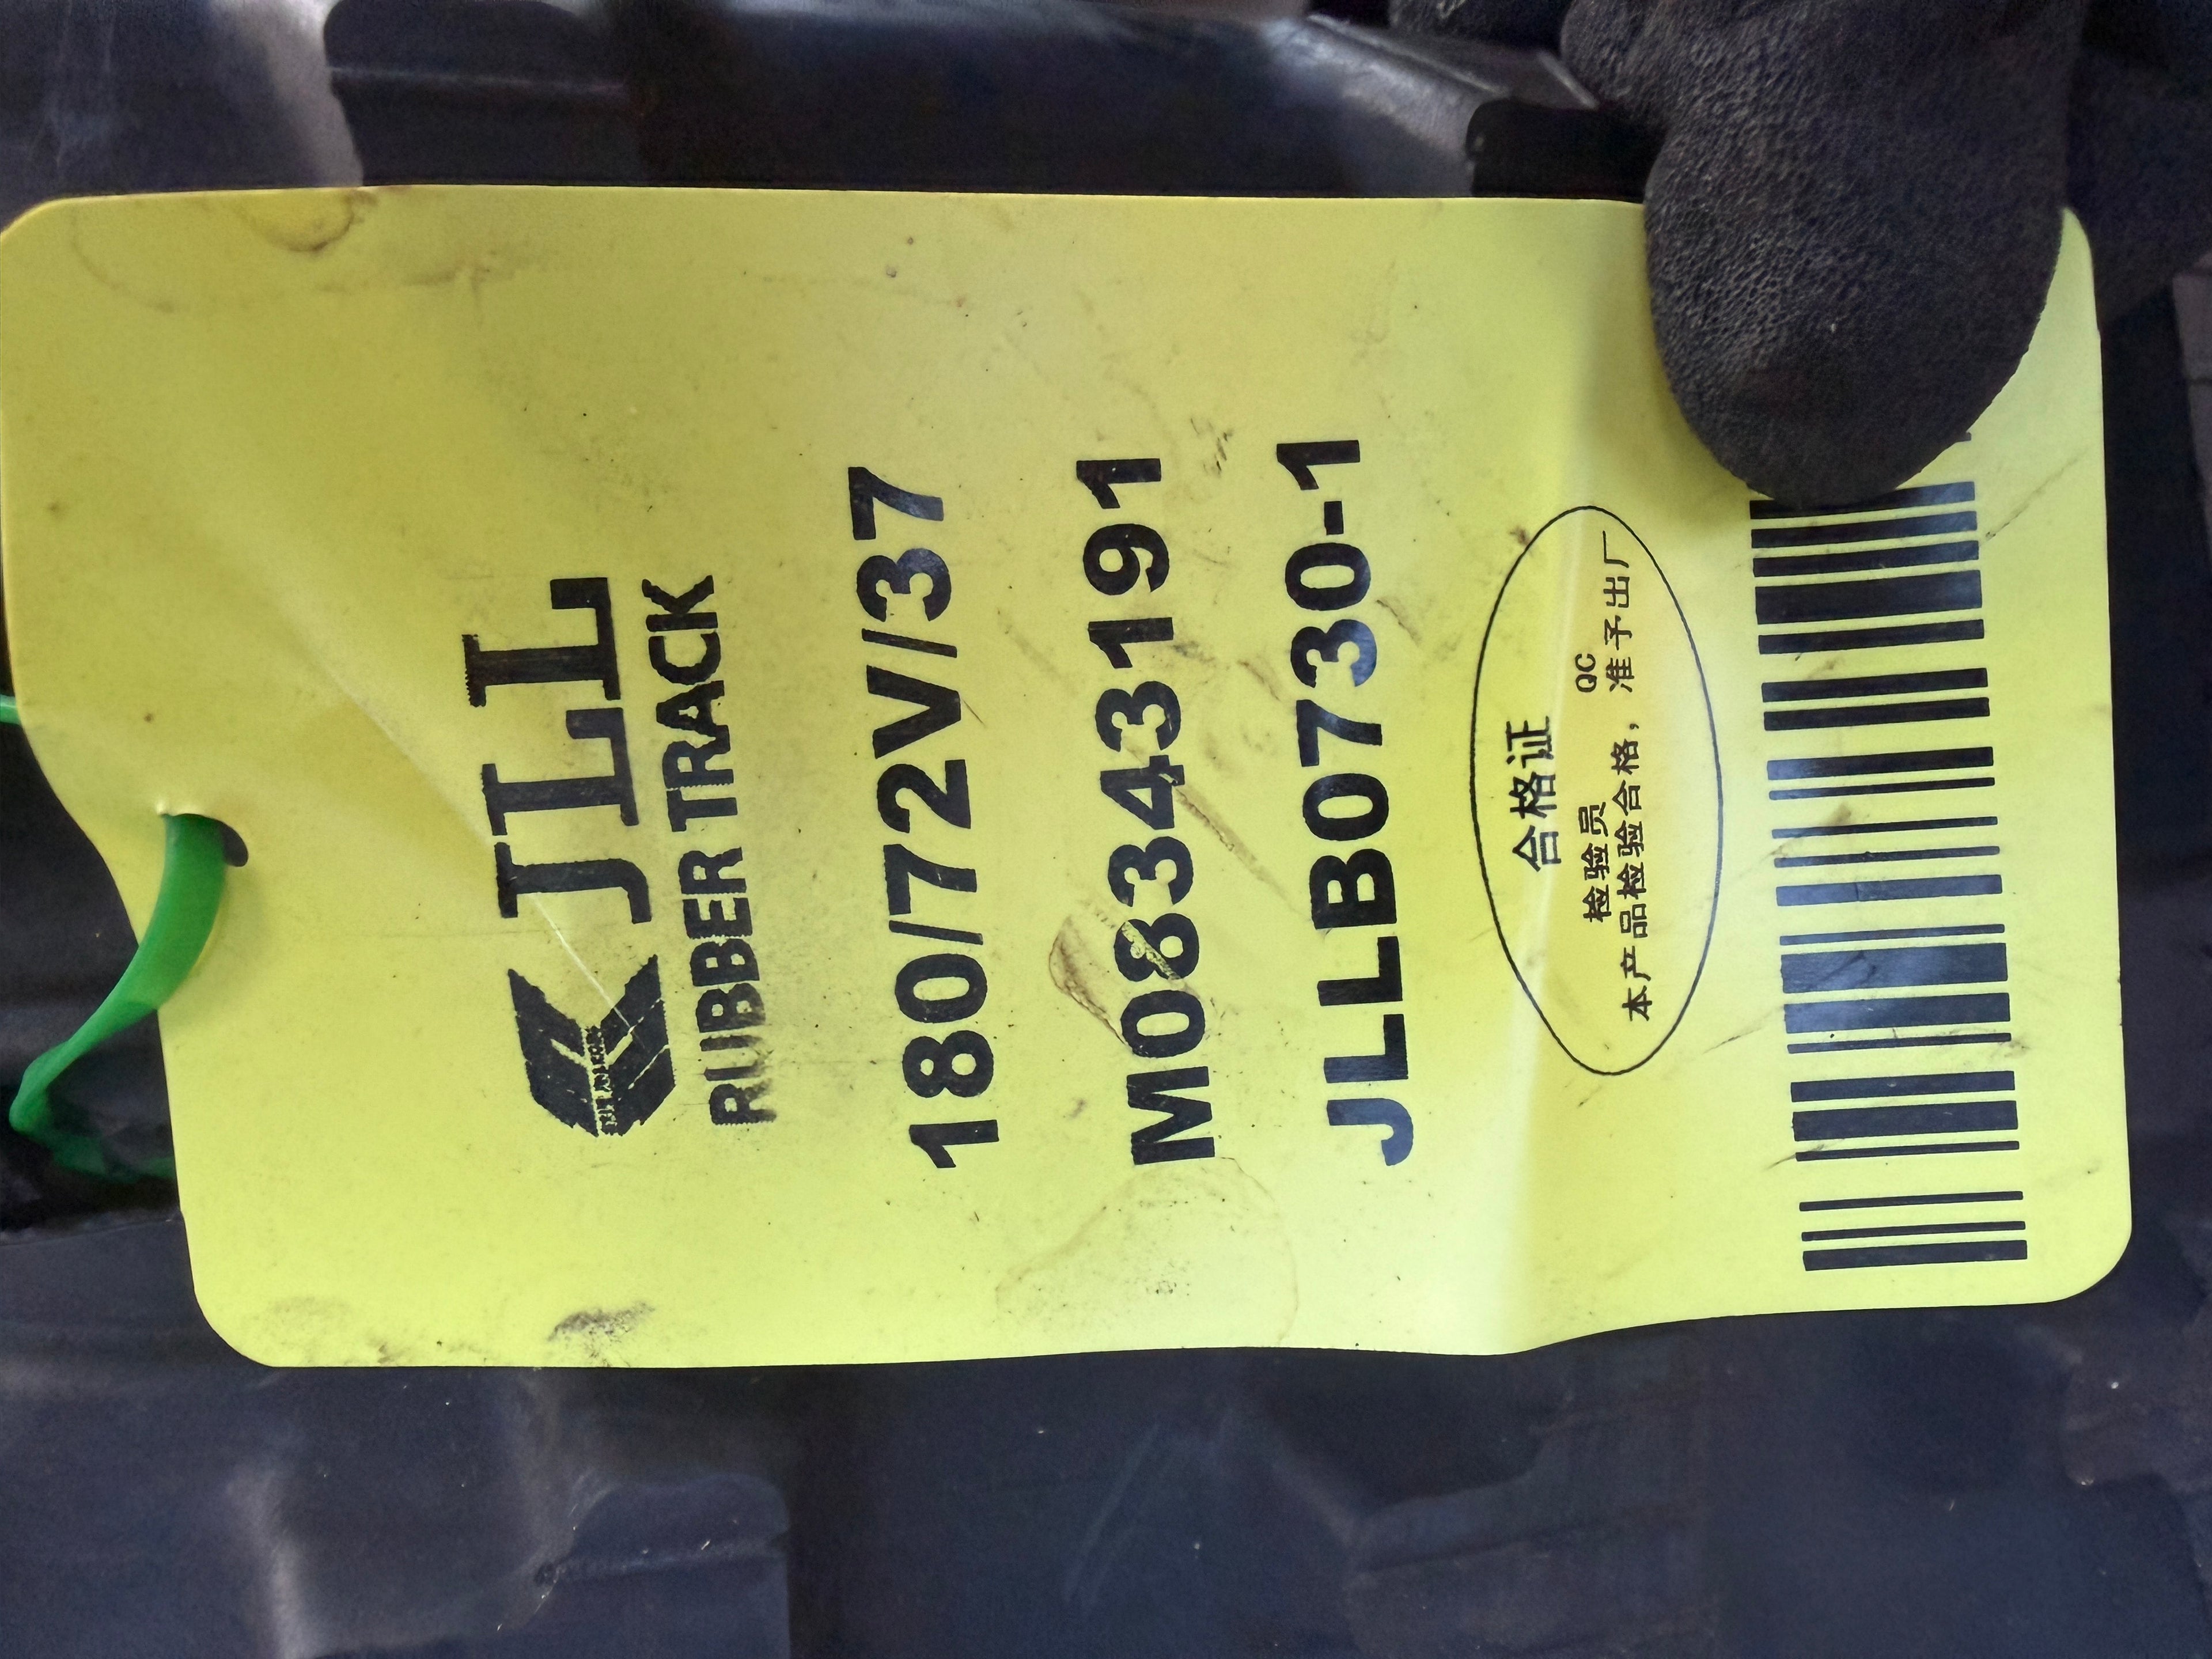 JLL
RUBBER TRACK
180/72V/37
M08343191
JLLB0730-1
合格证
检验员 QC
本产品检验合格，准予出厂